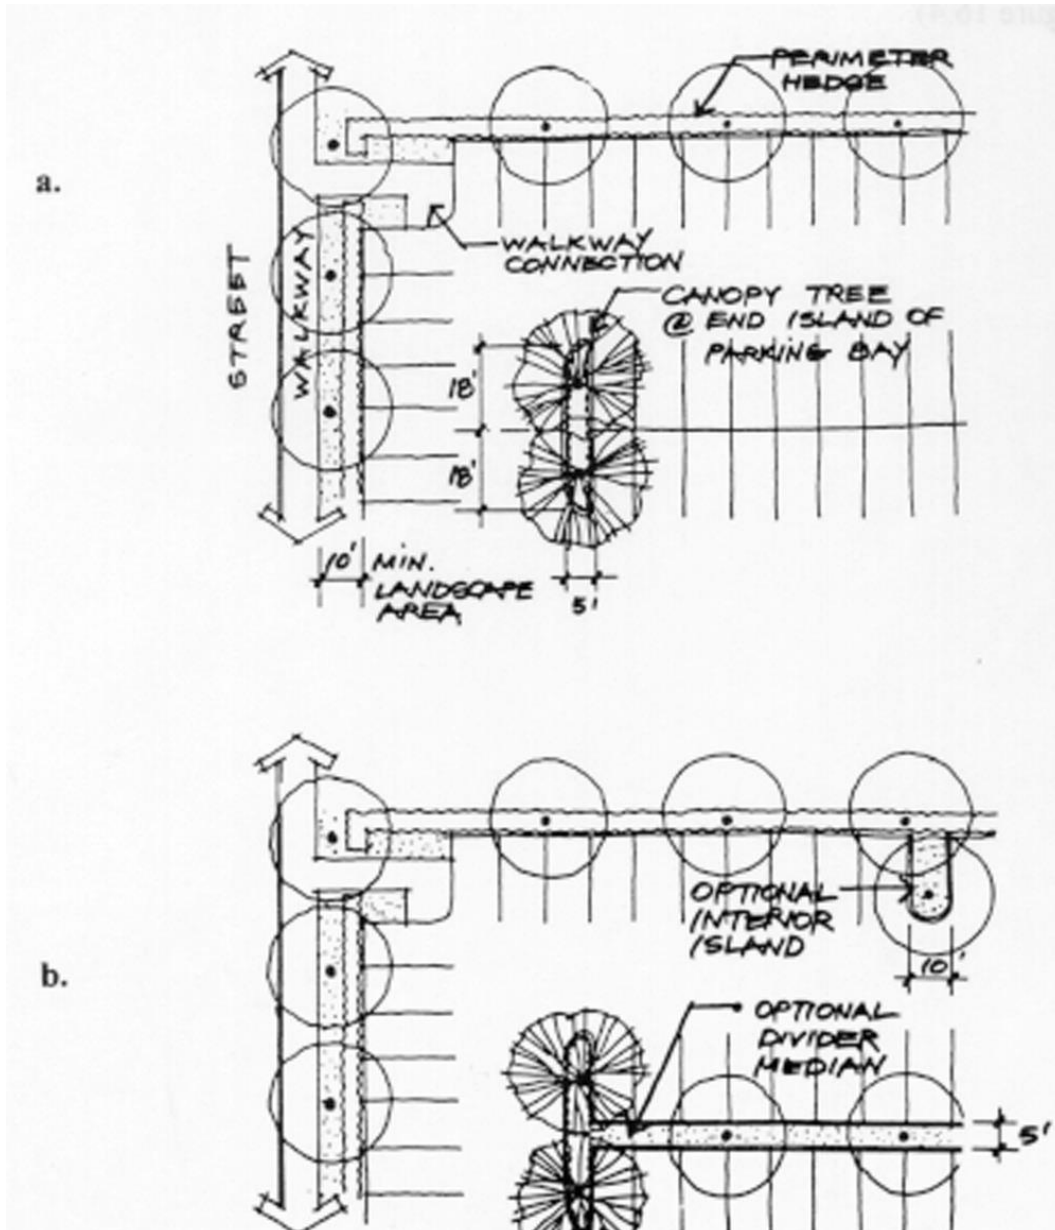 PERIMETER
HEDGE
a.
WALKWAY
CONNECTION
STREET
WALKWAY
CANOPY TREE
@ END ISLAND OF
PARKING BAY
18'
18'
10' MIN.
LANDSCAPE
AREA
5'
OPTIONAL
INTERIOR
ISLAND
10'
b.
OPTIONAL
DIVIDER
MEDIAN
5'